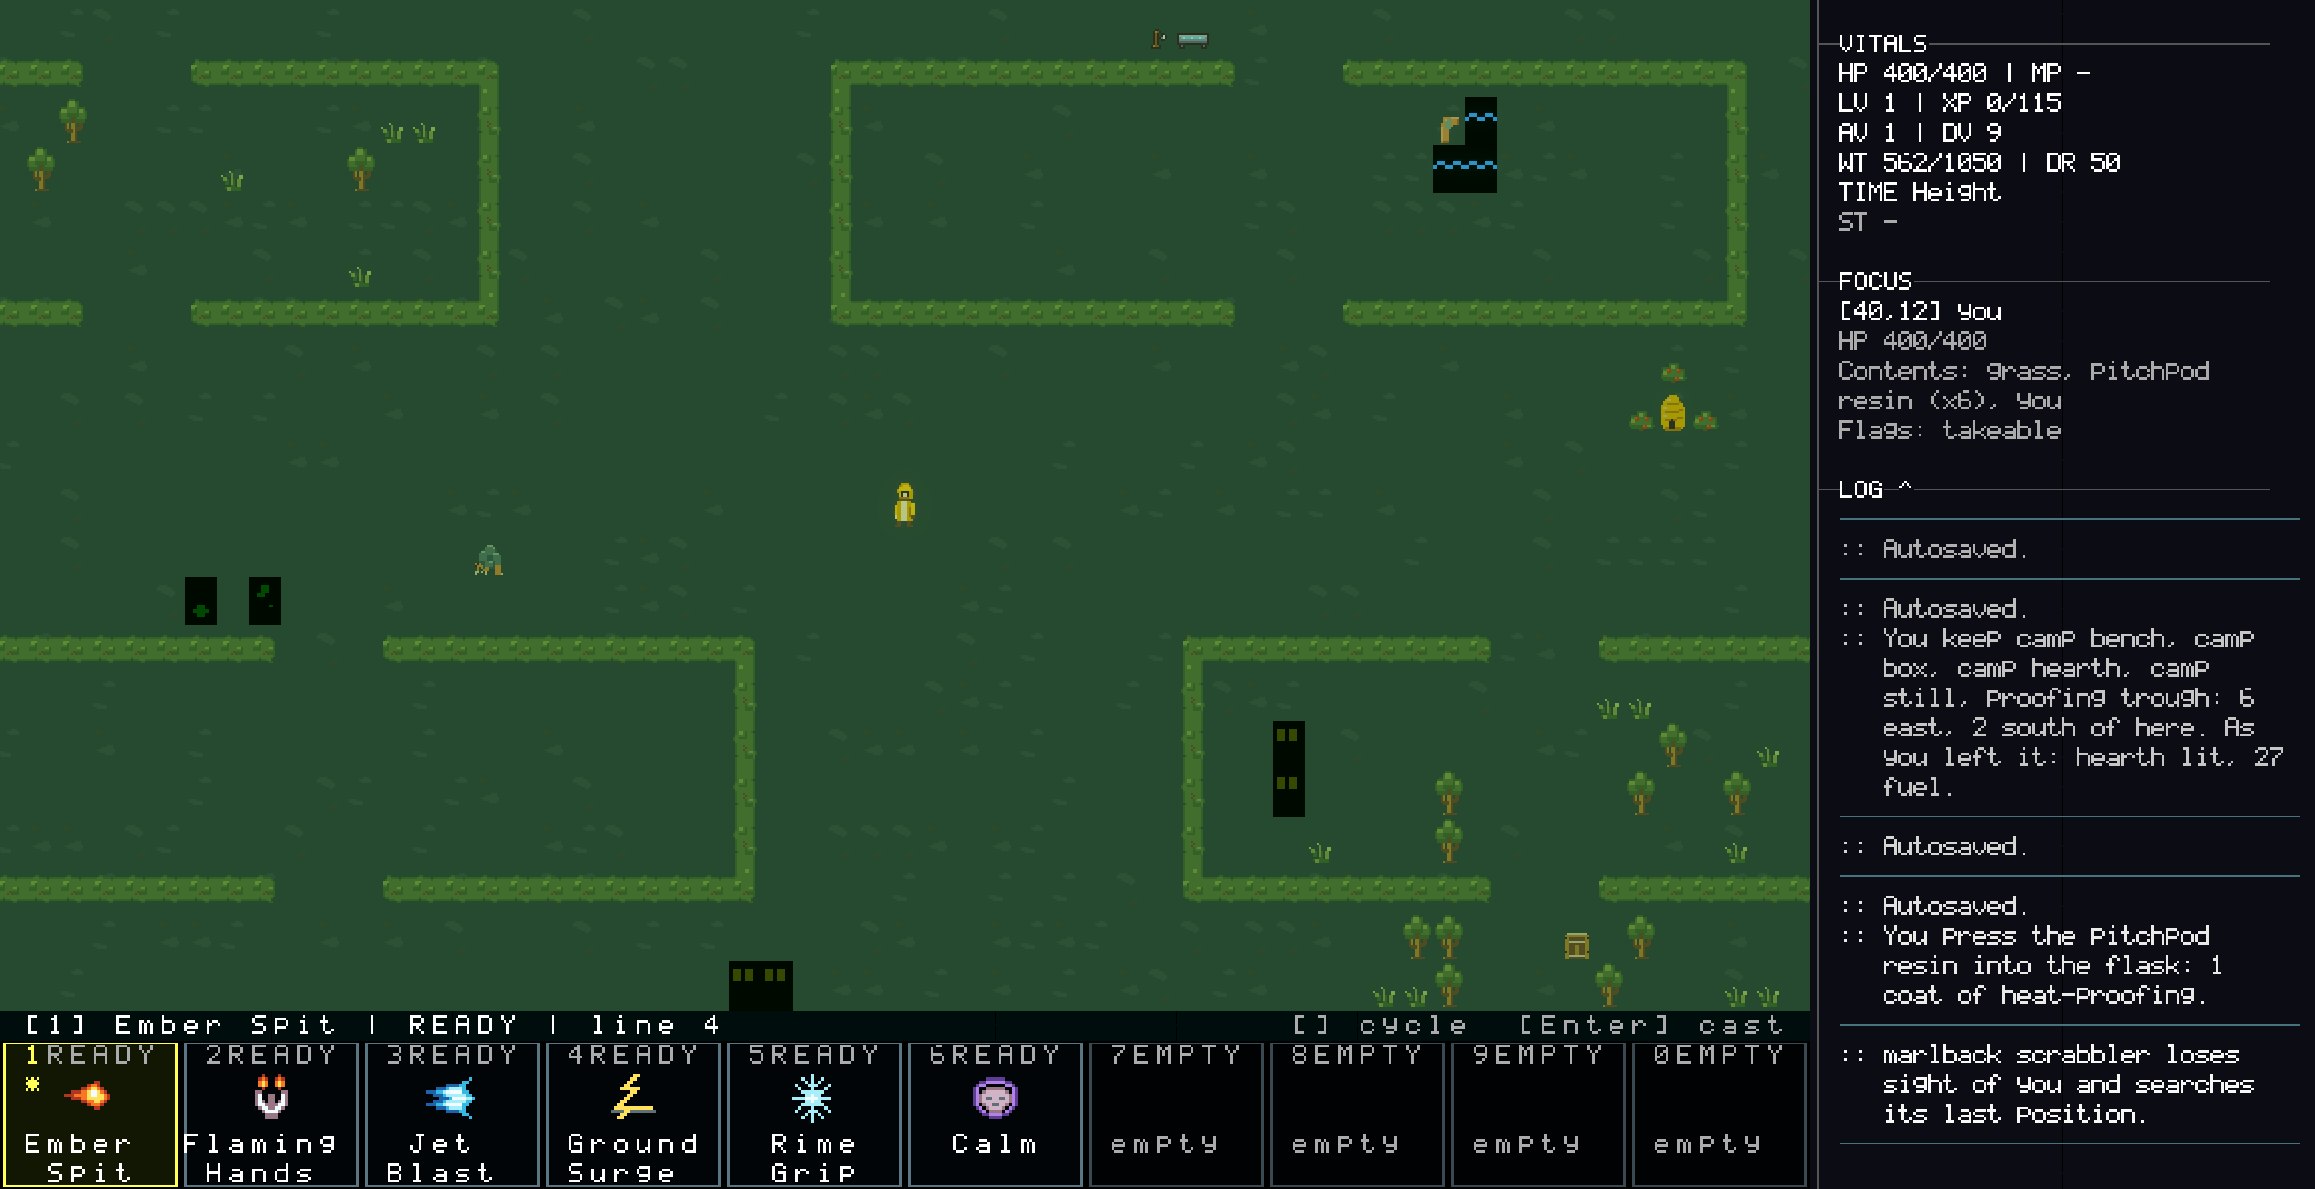 VITALS
HP 400/400 | MP -
LV 1 | XP 0/115
AV 1 | DV 9
WT 562/1050 | DR 50
TIME Height
ST -
FOCUS
[40,12] you
HP 400/400
Contents: grass, PitchPod
resin (x6), you
Flags: takeable
LOG ^
:: Autosaved.
:: Autosaved.
:: You keep camp bench, camp
box, camp hearth, camp
still, proofing trough: 6
east, 2 south of here. As
you left it: hearth lit, 27
fuel.
:: Autosaved.
:: Autosaved.
:: You press the PitchPod
resin into the flask: 1
coat of heat-proofing.
:: marlback scrabbler loses
sight of you and searches
its last position.
[1] Ember Spit | READY | line 4
[] cycle [Enter] cast
1READY 2READY 3READY 4READY 5READY 6READY 7EMPTY 8EMPTY 9EMPTY 0EMPTY
Ember Flaming Jet Ground Rime Calm empty empty empty empty
Spit Hands Blast Surge Grip